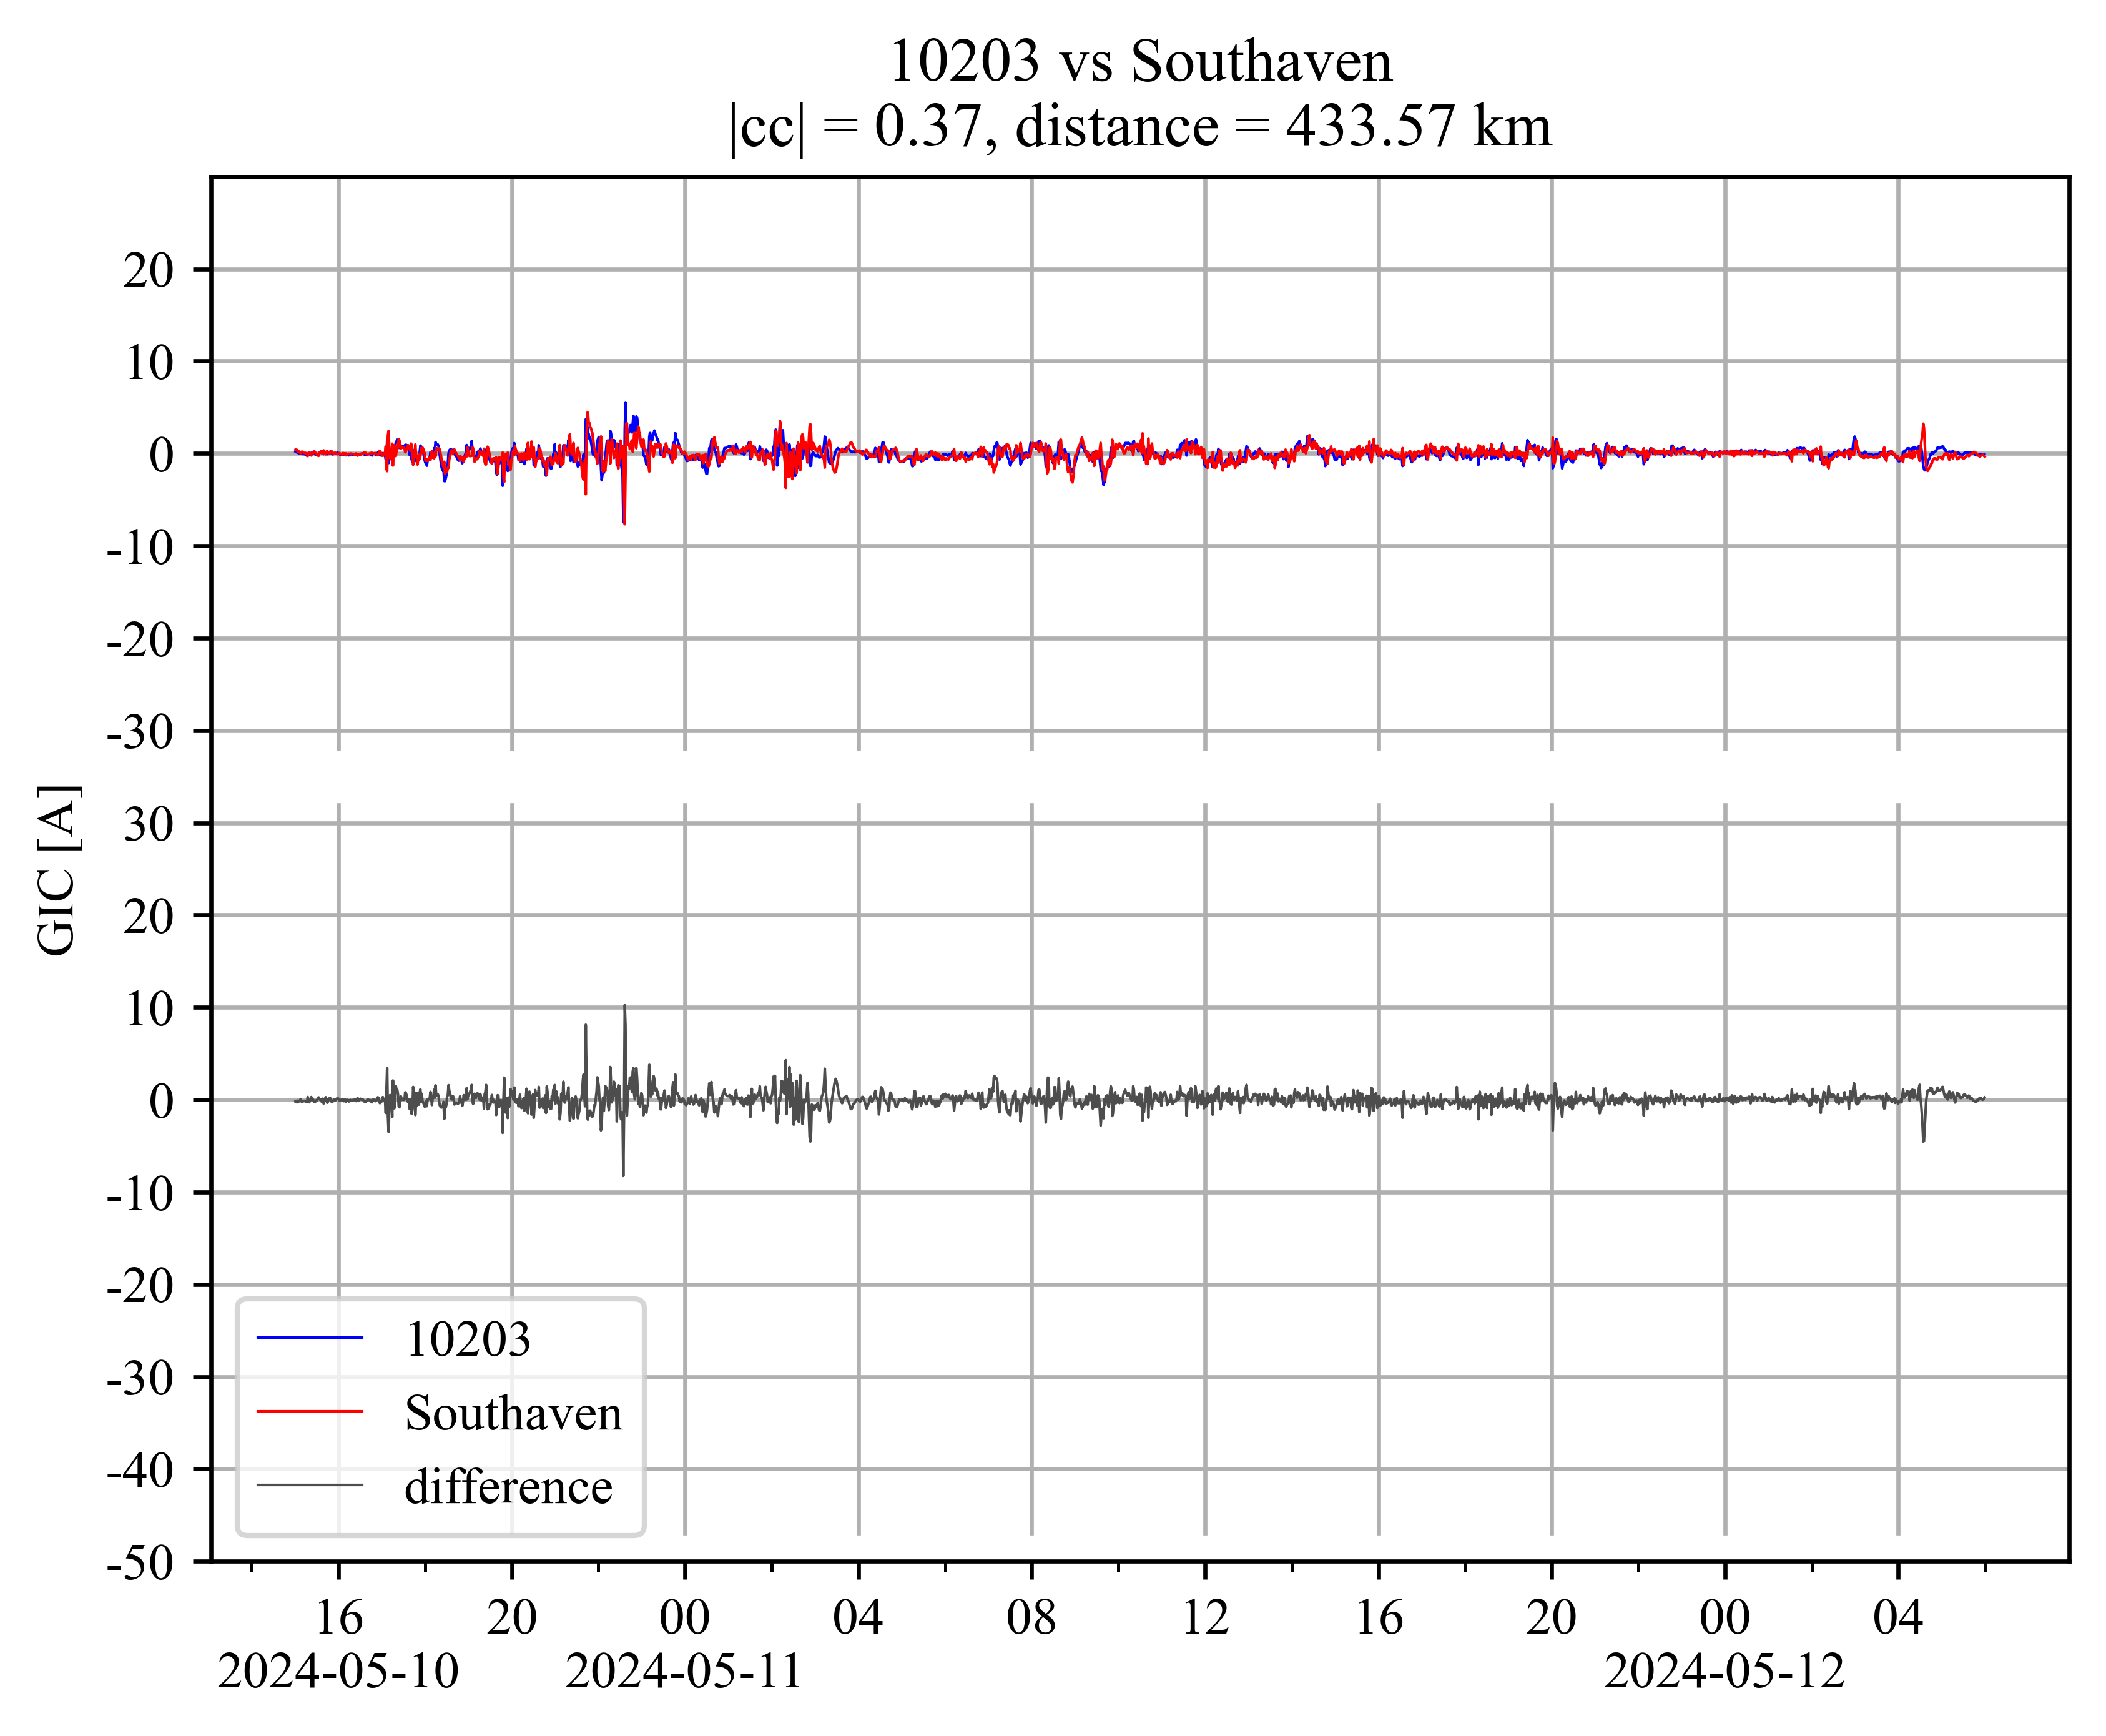 10203 vs Southaven
|cc| = 0.37, distance = 433.57 km
GIC [A]
20
10
0
-10
-20
-30
30
20
10
0
-10
-20
-30
-40
-50
10203
Southaven
difference
16 20 00 04 08 12 16 20 00 04
2024-05-10 2024-05-11 2024-05-12